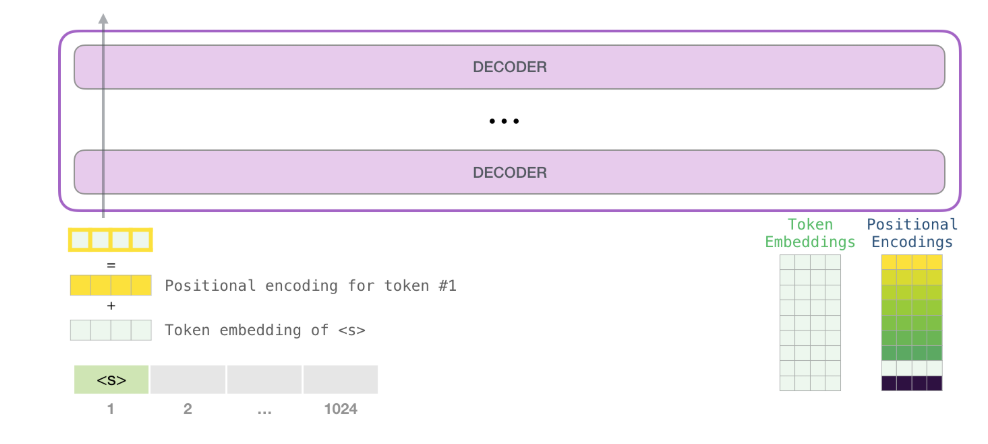 DECODER
...
DECODER
Token Embeddings
Positional Encodings
=
Positional encoding for token #1
+
Token embedding of <s>
<s>
1 2 ... 1024